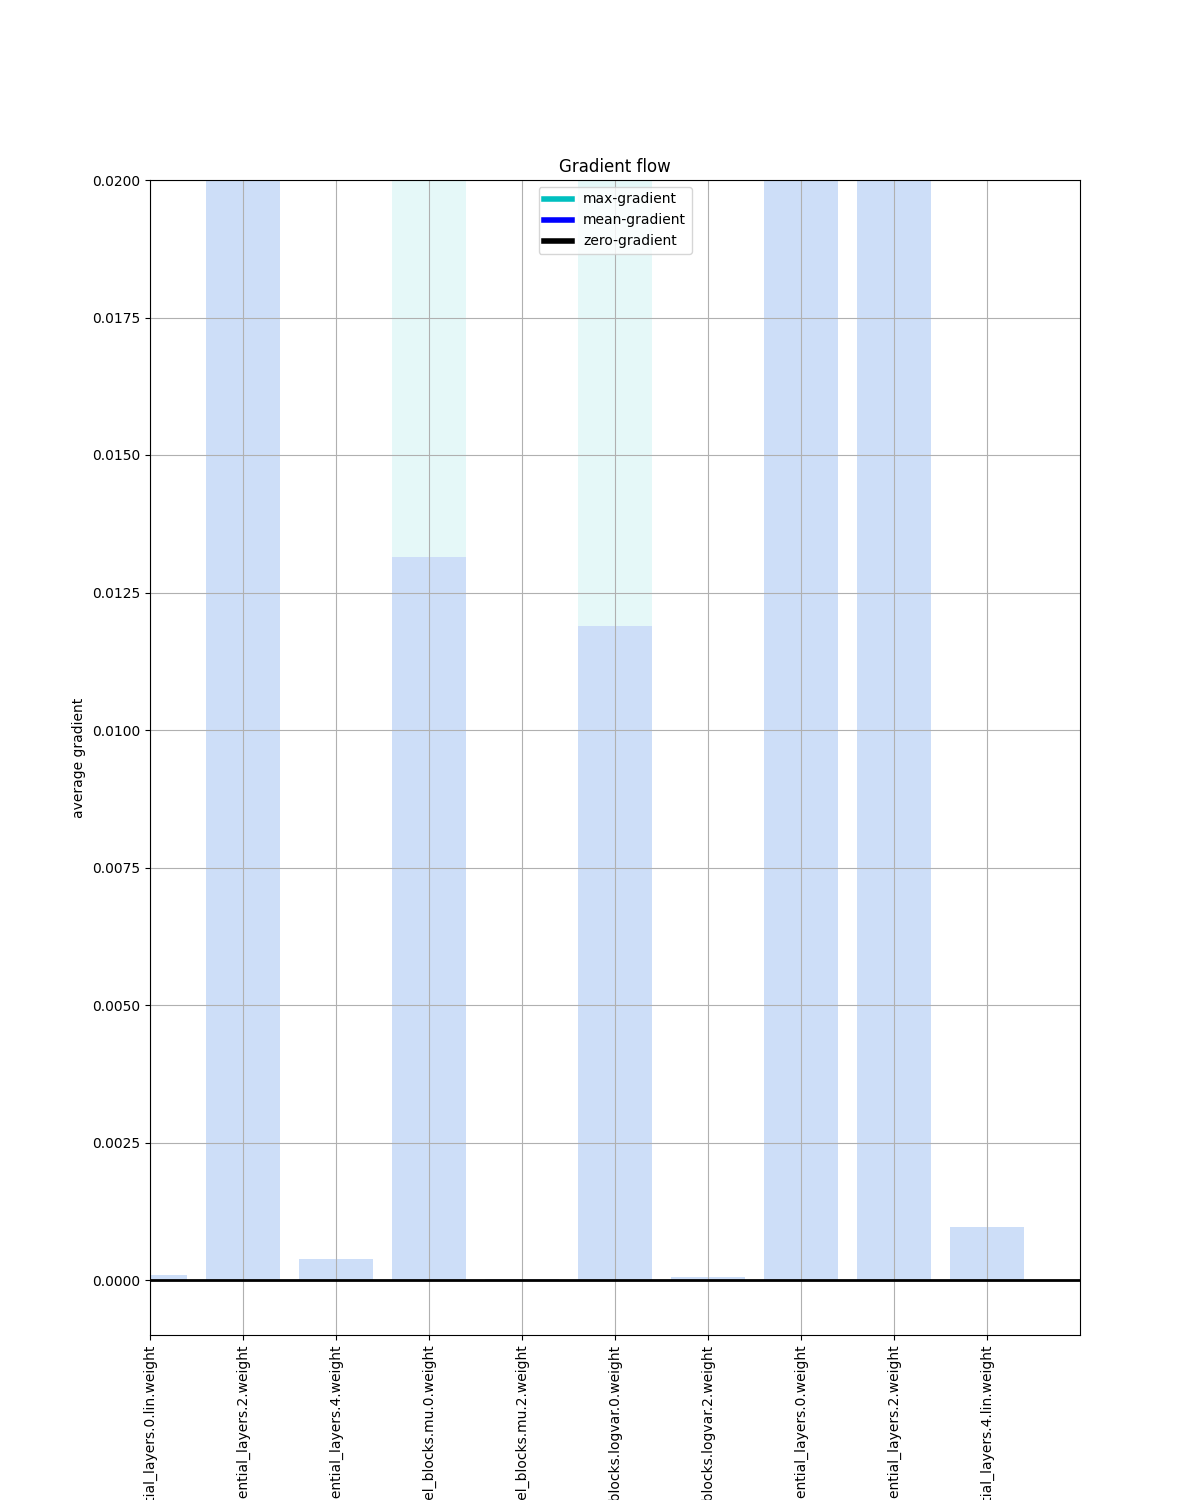 Gradient flow
max-gradient
mean-gradient
zero-gradient
0.0200
0.0175
0.0150
0.0125
0.0100
0.0075
0.0050
0.0025
0.0000
average gradient
tial_layers.0.lin.weight
ential_layers.2.weight
ential_layers.4.weight
el_blocks.mu.0.weight
el_blocks.mu.2.weight
blocks.logvar.0.weight
blocks.logvar.2.weight
ential_layers.0.weight
ential_layers.2.weight
tial_layers.4.lin.weight